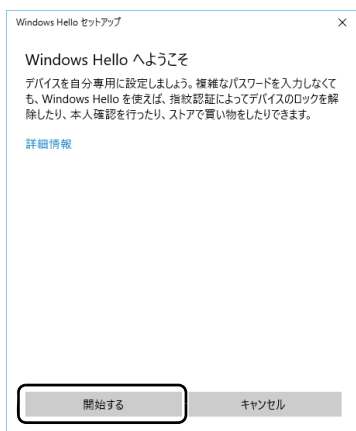 Windows Hello セットアップ
Windows Hello へようこそ
デバイスを自分専用に設定しましょう。複雑なパスワードを入力しなくて
も、Windows Hello を使えば、指紋認証によってデバイスのロックを解
除したり、本人確認を行ったり、ストアで買い物をしたりできます。
詳細情報
開始する
キャンセル